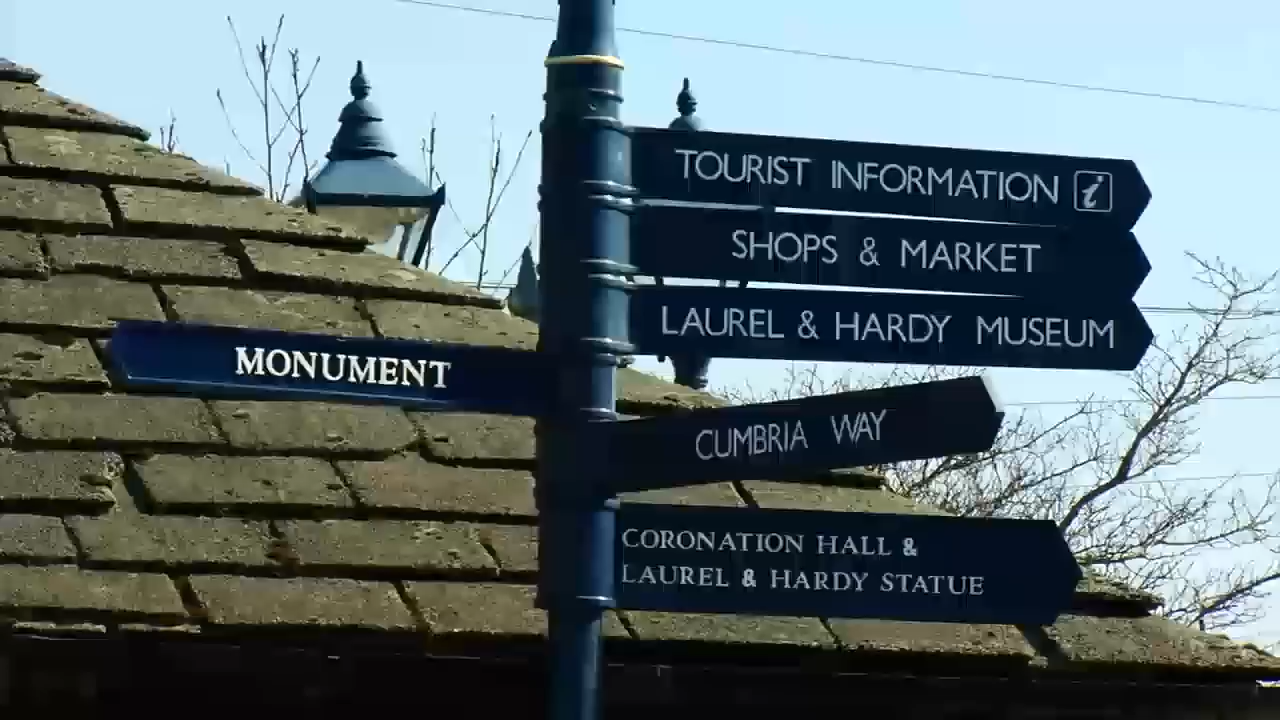 TOURIST INFORMATION i
SHOPS & MARKET
LAUREL & HARDY MUSEUM
MONUMENT
CUMBRIA WAY
CORONATION HALL &
LAUREL & HARDY STATUE